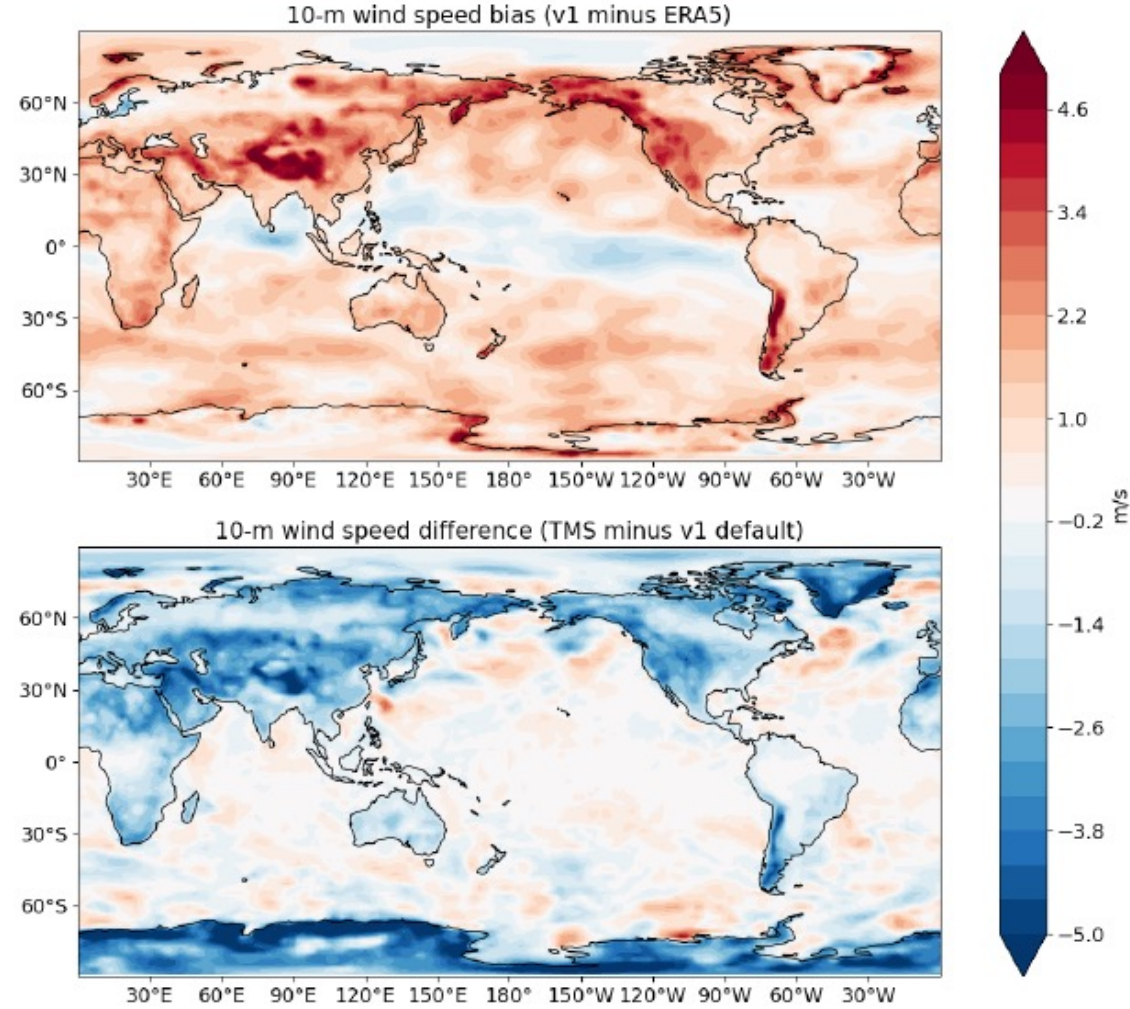 10-m wind speed bias (v1 minus ERA5)
60°N
30°N
0°
30°S
60°S
30°E 60°E 90°E 120°E 150°E 180° 150°W 120°W 90°W 60°W 30°W
10-m wind speed difference (TMS minus v1 default)
60°N
30°N
0°
30°S
60°S
30°E 60°E 90°E 120°E 150°E 180° 150°W 120°W 90°W 60°W 30°W
4.6
3.4
2.2
1.0
−0.2
−1.4
−2.6
−3.8
−5.0
m/s